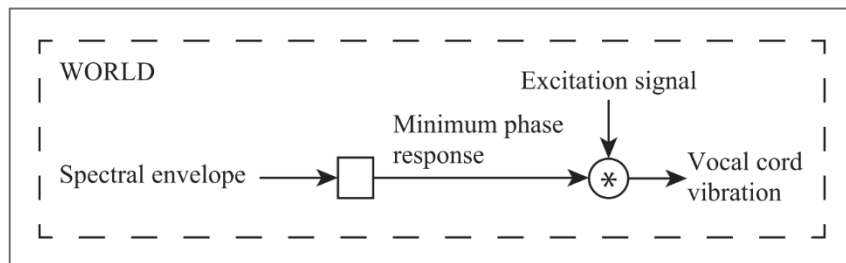 WORLD
Excitation signal
Minimum phase
response
Spectral envelope
*
Vocal cord
vibration